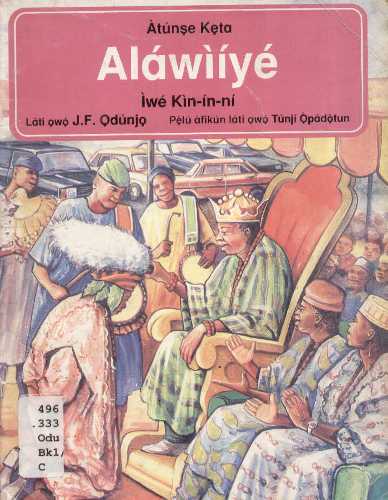 Àtúnṣe Kẹta
Aláwìíyé
Ìwé Kìn-ín-ní
Láti ọwọ́ J.F. Ọdúnjọ Pẹ̀lú àfikún láti ọwọ́ Túnjí Ọ̀pádọ̀tun
496
.333
Odu
Bk1/
C